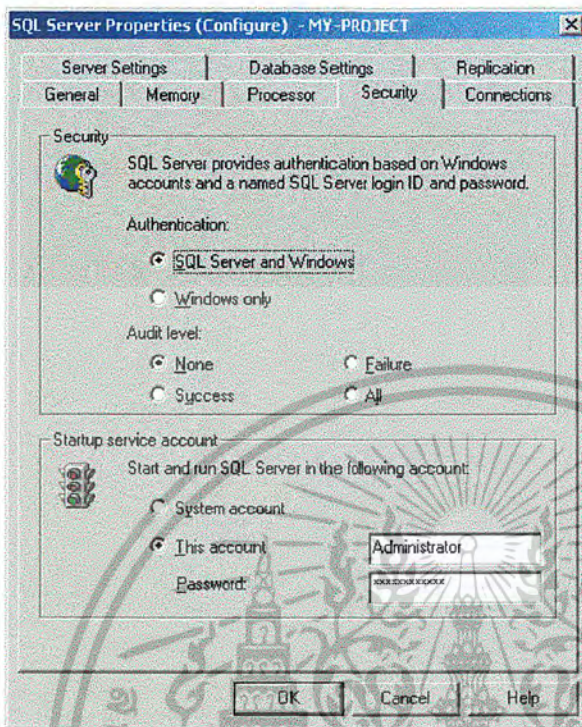 SQL Server Properties (Configure) - MY-PROJECT
Server Settings Database Settings Replication
General Memory Processor Security Connections
Security
SQL Server provides authentication based on Windows
accounts and a named SQL Server login ID and password.
Authentication:
SQL Server and Windows
Windows only
Audit level:
None Failure
Success All
Startup service account
Start and run SQL Server in the following account:
System account
This account Administrator
Password: xxxxxxxxxxxx
OK Cancel Help